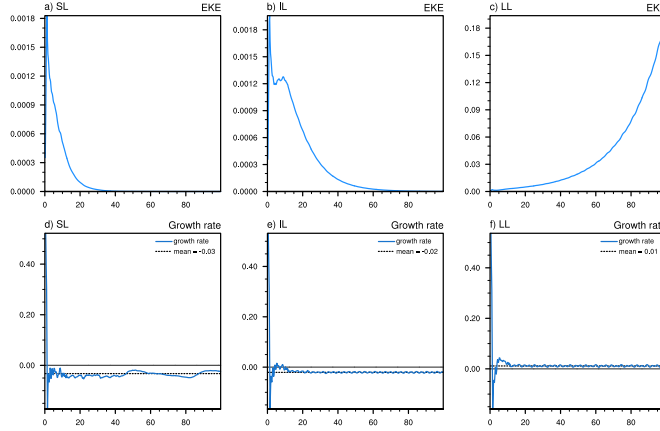 a) SL EKE
0.0018
0.0015
0.0012
0.0009
0.0006
0.0003
0.0000
0 20 40 60 80
b) IL EKE
0.0018
0.0015
0.0012
0.0009
0.0006
0.0003
0.0000
0 20 40 60 80
c) LL EK
0.18
0.15
0.12
0.09
0.06
0.03
0.00
0 20 40 60 80
d) SL Growth rate
growth rate
mean = -0.03
0.40
0.20
0.00
0 20 40 60 80
e) IL Growth rate
growth rate
mean = -0.02
0.40
0.20
0.00
0 20 40 60 80
f) LL Growth rat
growth rate
mean = 0.01
0.40
0.20
0.00
0 20 40 60 80